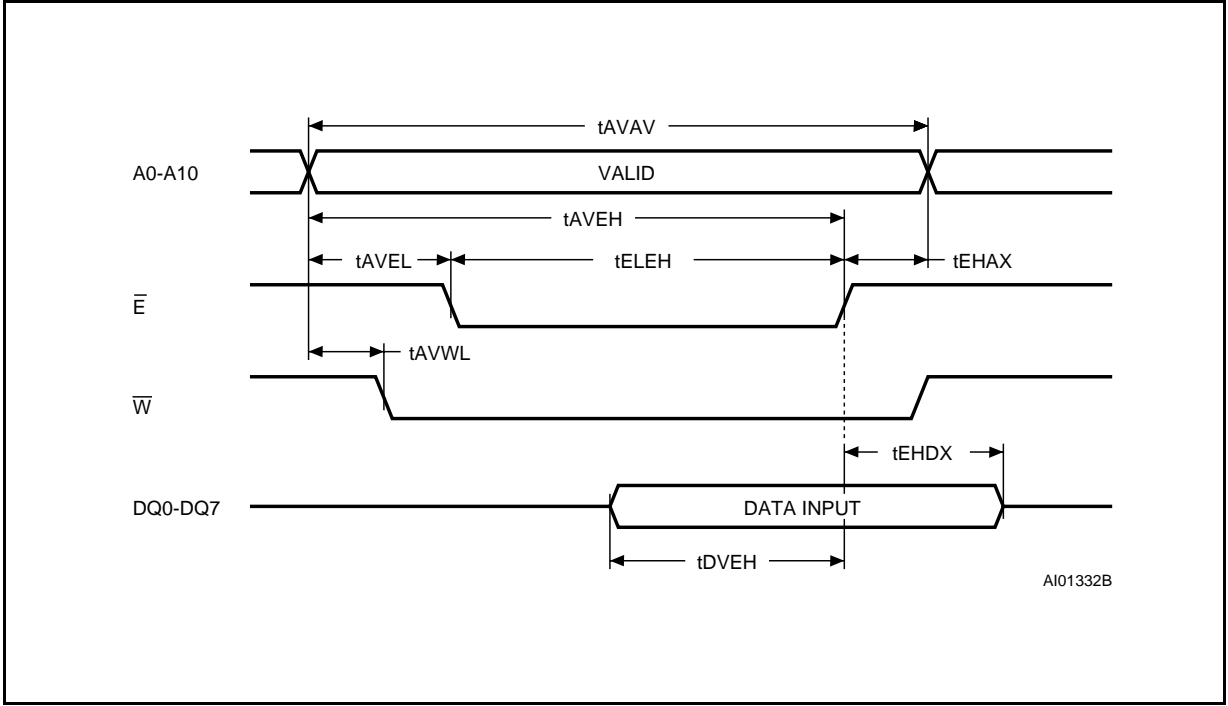 tAVAV
A0-A10 VALID
tAVEH
tAVEL tELEH tEHAX
E̅
tAVWL
W̅
tEHDX
DQ0-DQ7 DATA INPUT
tDVEH
AI01332B